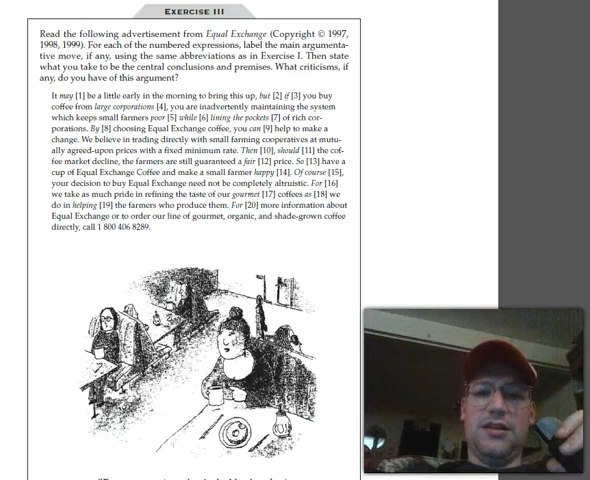 EXERCISE III
Read the following advertisement from Equal Exchange (Copyright © 1997,
1998, 1999). For each of the numbered expressions, label the main argumenta-
tive move, if any, using the same abbreviations as in Exercise I. Then state
what you take to be the central conclusions and premises. What criticisms, if
any, do you have of this argument?
It may [1] be a little early in the morning to bring this up, but [2] if [3] you buy
coffee from large corporations [4], you are inadvertently maintaining the system
which keeps small farmers poor [5] while [6] lining the pockets [7] of rich cor-
porations. By [8] choosing Equal Exchange coffee, you can [9] help to make a
change. We believe in trading directly with small farming cooperatives at mutu-
ally agreed-upon prices with a fixed minimum rate. Then [10], should [11] the cof-
fee market decline, the farmers are still guaranteed a fair [12] price. So [13] have a
cup of Equal Exchange Coffee and make a small farmer happy [14]. Of course [15],
your decision to buy Equal Exchange need not be completely altruistic. For [16]
we take as much pride in refining the taste of our gourmet [17] coffees as [18] we
do in helping [19] the farmers who produce them. For [20] more information about
Equal Exchange or to order our line of gourmet, organic, and shade-grown coffee
directly, call 1 800 406 8289.